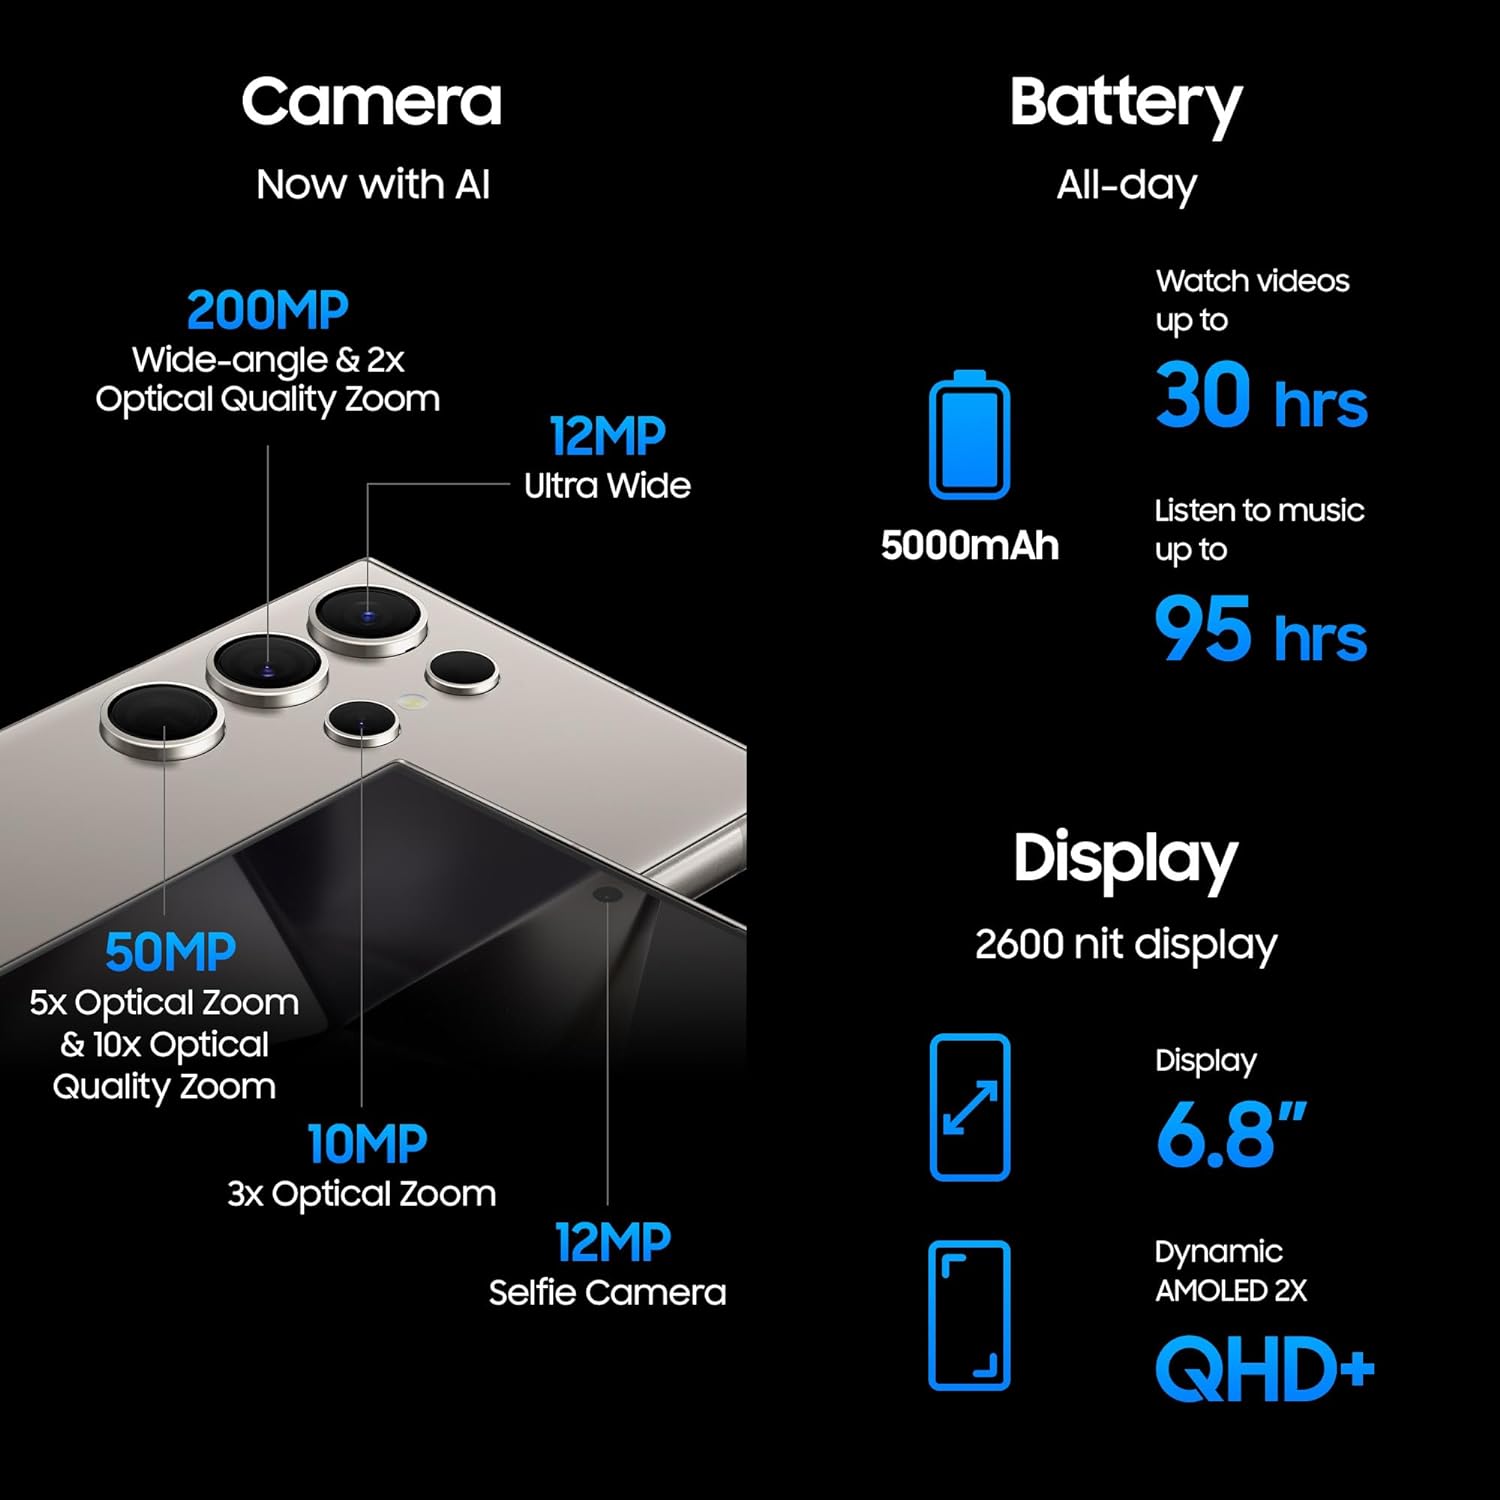 Camera
Now with AI
200MP
Wide-angle & 2x
Optical Quality Zoom
12MP
Ultra Wide
50MP
5x Optical Zoom
& 10x Optical
Quality Zoom
10MP
3x Optical Zoom
12MP
Selfie Camera
Battery
All-day
5000mAh
Watch videos
up to
30 hrs
Listen to music
up to
95 hrs
Display
2600 nit display
Display
6.8”
Dynamic
AMOLED 2X
QHD+